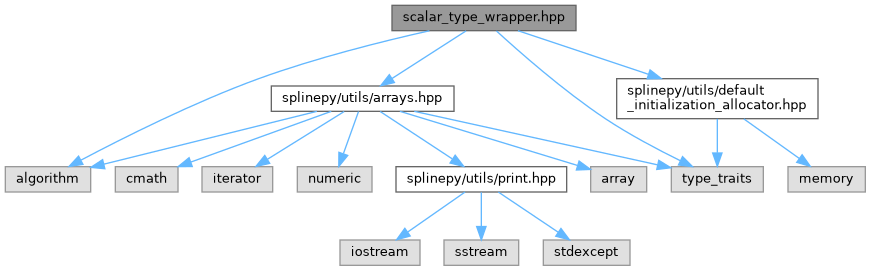 scalar_type_wrapper.hpp
splinepy/utils/arrays.hpp
splinepy/utils/default
_initialization_allocator.hpp
algorithm
cmath
iterator
numeric
splinepy/utils/print.hpp
array
type_traits
memory
iostream
sstream
stdexcept